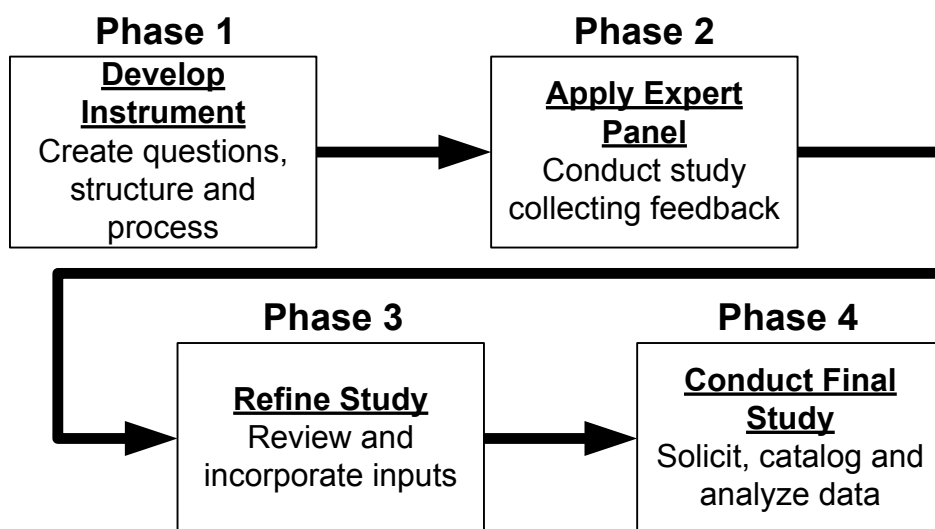 Phase 1
Develop
Instrument
Create questions,
structure and
process
Phase 2
Apply Expert
Panel
Conduct study
collecting feedback
Phase 3
Refine Study
Review and
incorporate inputs
Phase 4
Conduct Final
Study
Solicit, catalog and
analyze data